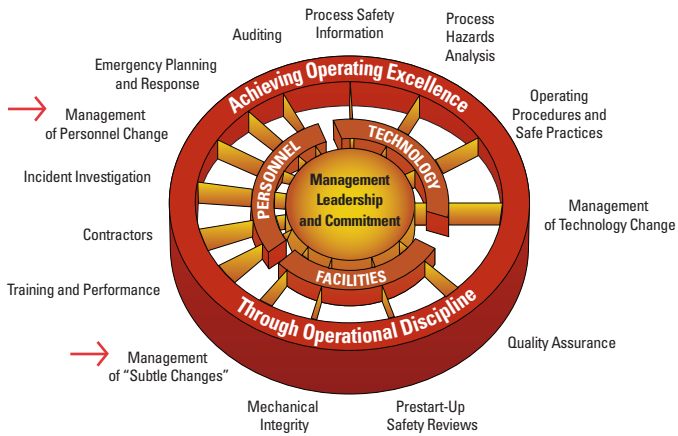 Process Safety
Information
Process
Hazards
Analysis
Auditing
Emergency Planning
and Response
Achieving Operating Excellence
Operating
Procedures and
Safe Practices
Management
of Personnel Change
PERSONNEL
TECHNOLOGY
Incident Investigation
Management
Leadership
and Commitment
Management
of Technology Change
Contractors
FACILITIES
Training and Performance
Through Operational Discipline
Quality Assurance
Management
of “Subtle Changes”
Mechanical
Integrity
Prestart-Up
Safety Reviews